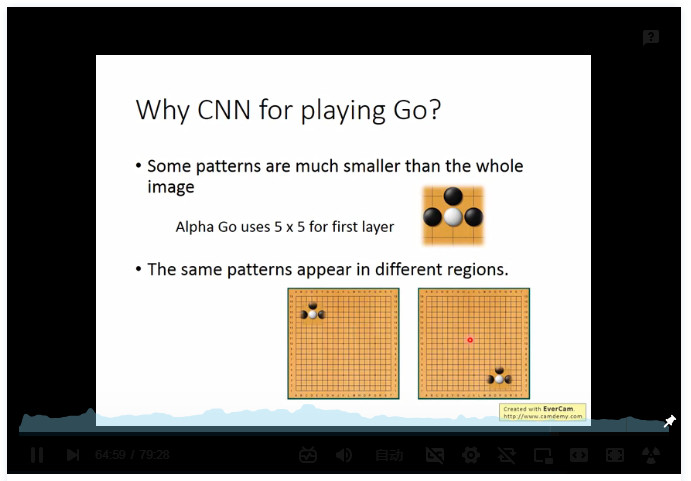 Why CNN for playing Go?
• Some patterns are much smaller than the whole
image
Alpha Go uses 5 x 5 for first layer
• The same patterns appear in different regions.
Created with EverCam.
http://www.camdemy.com
64:59 / 79:28
自动